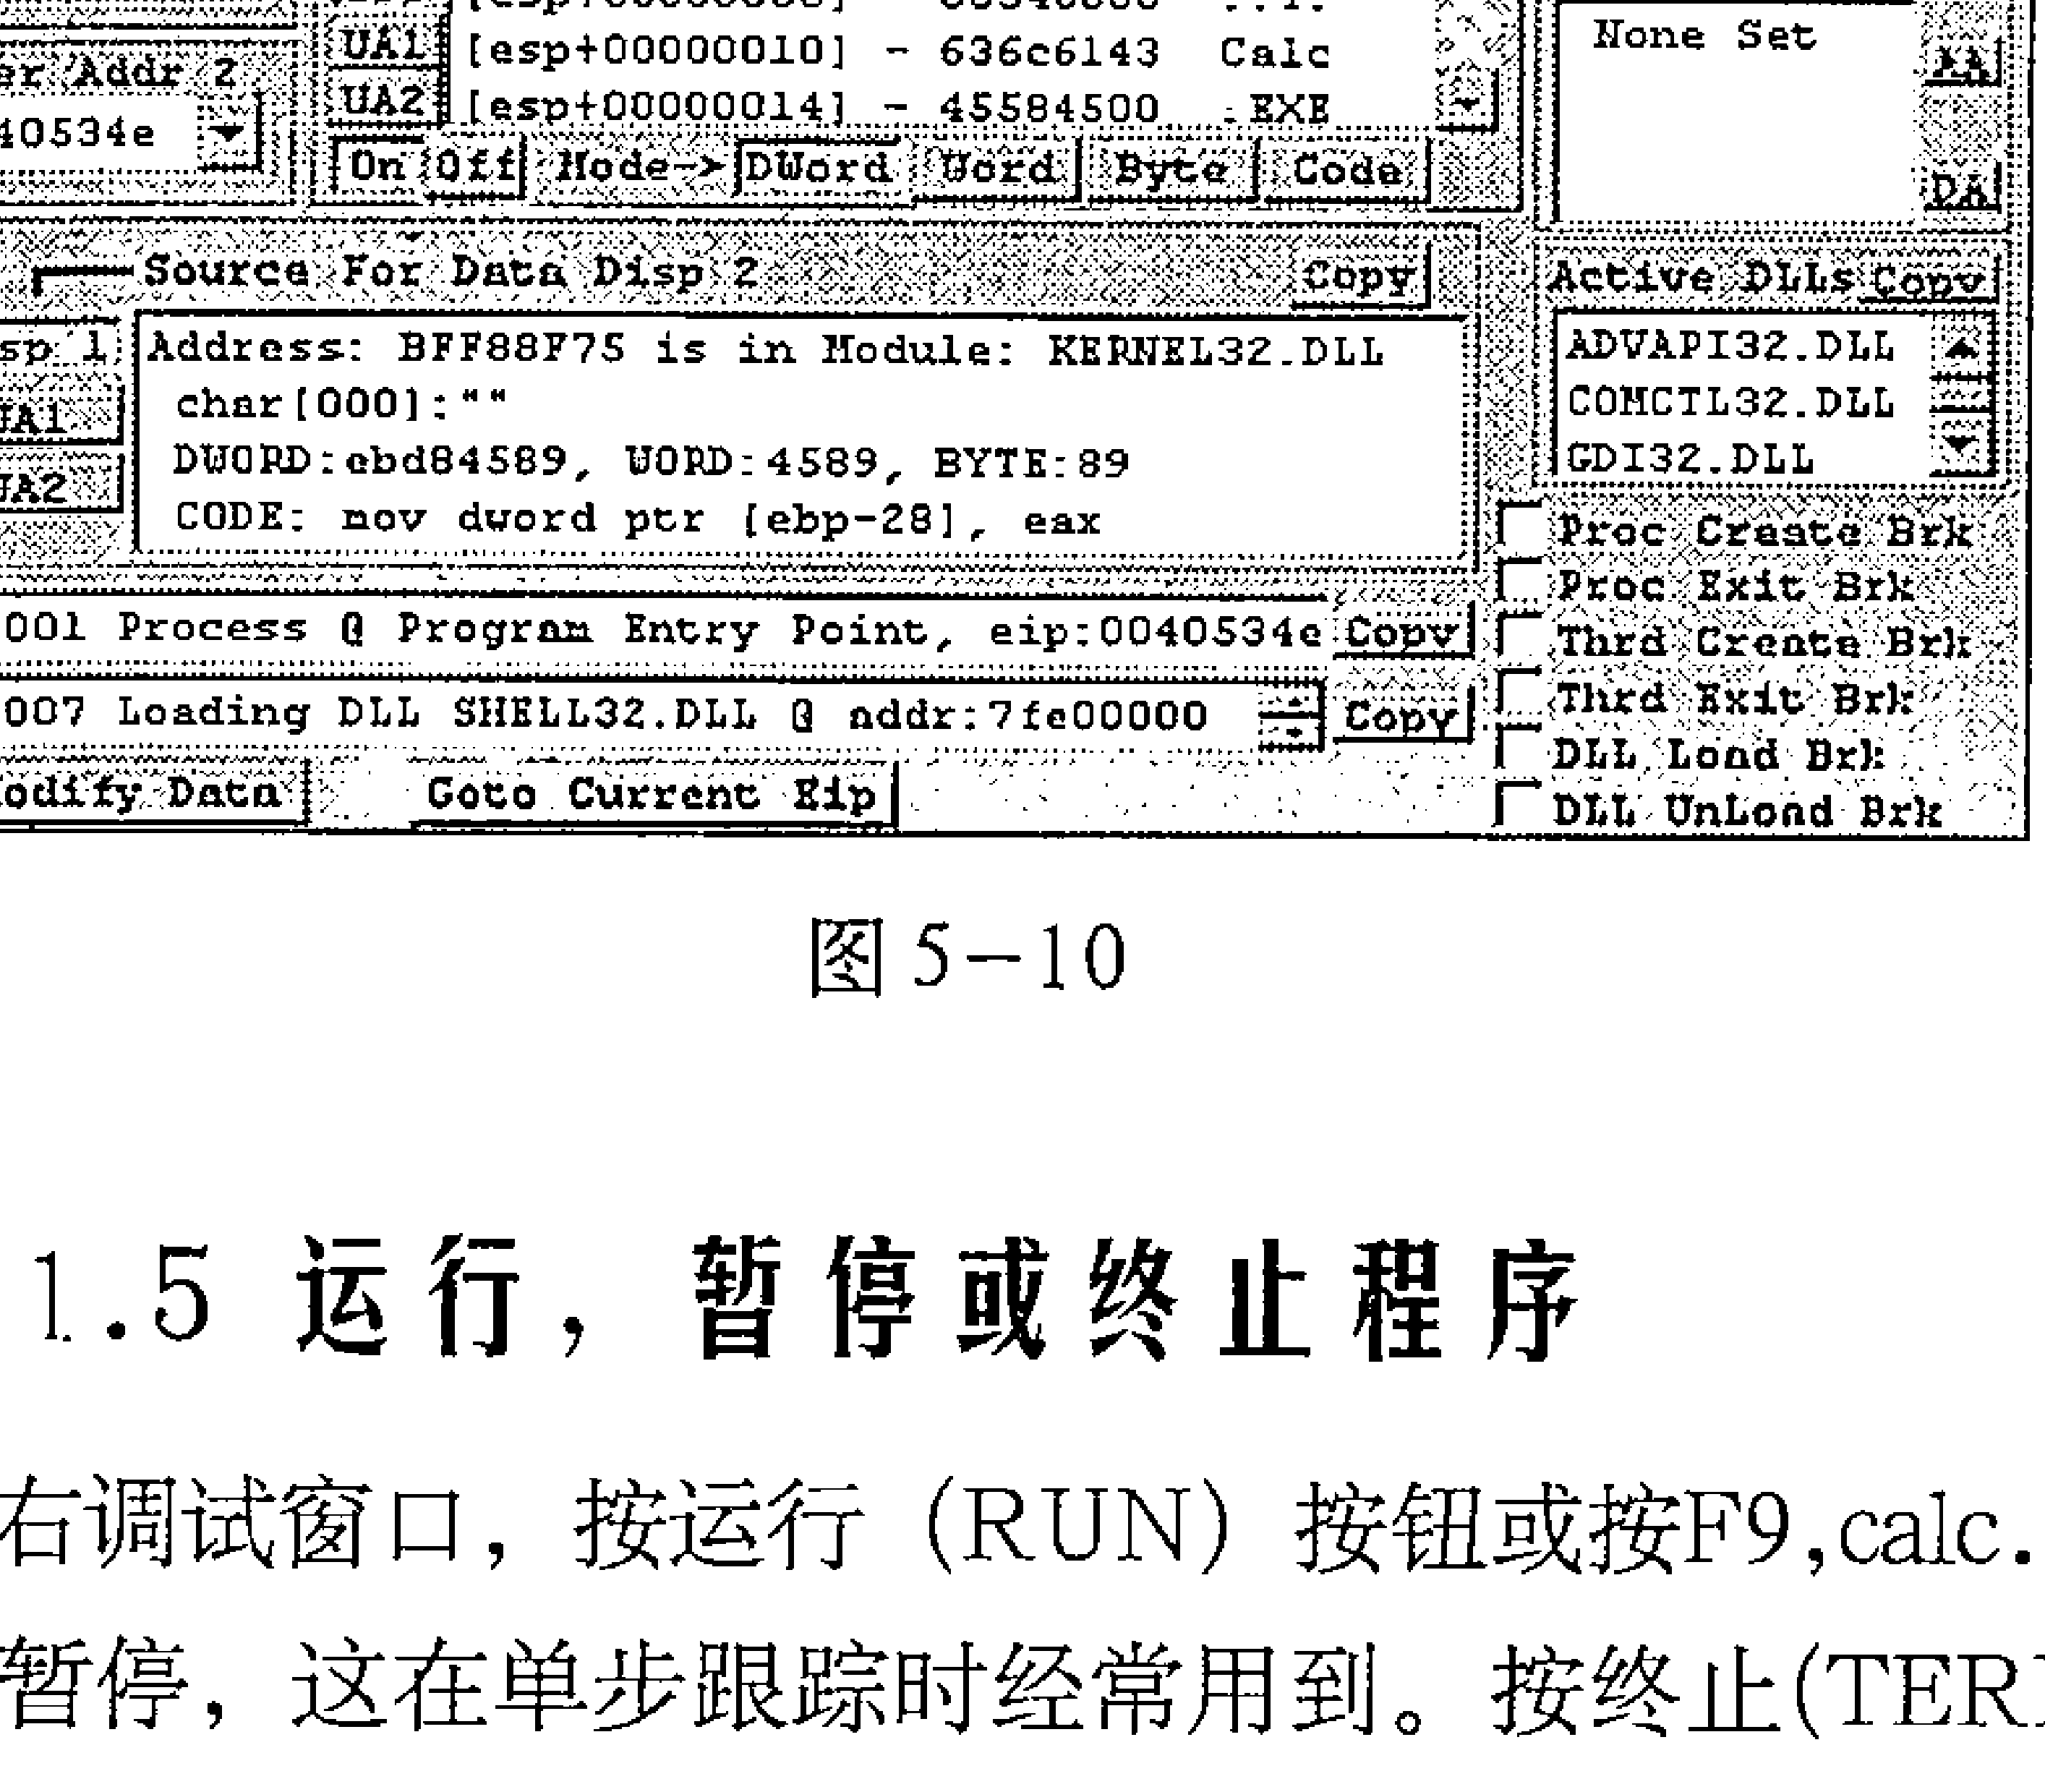 [esp+00000010] - 636c6143 Calc
[esp+00000014] - 45584500 .EXE
UA1
UA2
On Off Mode-> DWord Word Byte Code
Addr 2
40534e
None Set
AA
DA
Source For Data Disp 2 Copy
Address: BFF88F75 is in Module: KERNEL32.DLL
char[000]:""
DWORD:ebd84589, WORD:4589, BYTE:89
CODE: mov dword ptr [ebp-28], eax
Active DLLs Copy
ADVAPI32.DLL
COMCTL32.DLL
GDI32.DLL
001 Process @ Program Entry Point, eip:0040534e Copy
007 Loading DLL SHELL32.DLL @ addr:7fe00000 Copy
odify Data Goto Current Eip
Proc Create Brk
Proc Exit Brk
Thrd Create Brk
Thrd Exit Brk
DLL Load Brk
DLL UnLoad Brk
图 5-10
1.5 运行，暂停或终止程序
右调试窗口，按运行（RUN）按钮或按F9,calc.
暂停，这在单步跟踪时经常用到。按终止(TER